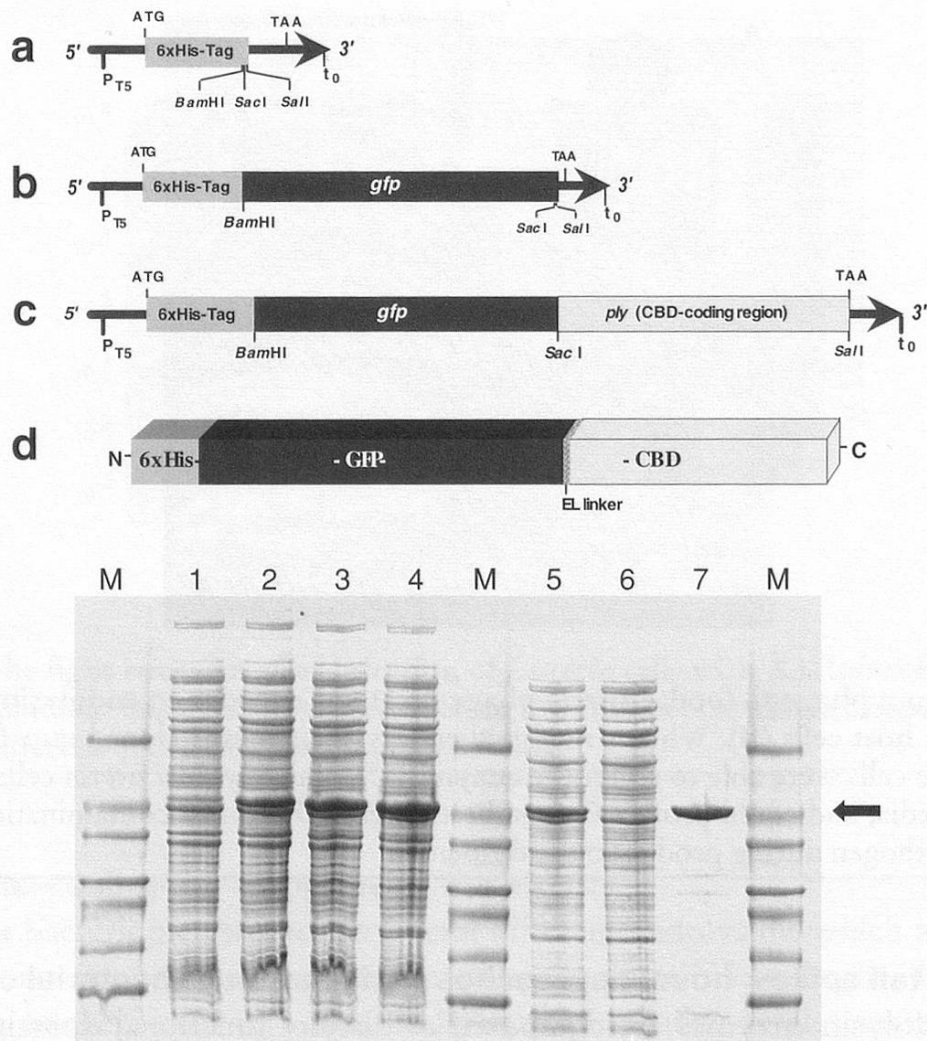 a
5' ATG 6xHis-Tag TAA 3'
P T5 BamHI SacI SalI t0
b
5' ATG 6xHis-Tag gfp TAA 3'
P T5 BamHI SacI SalI t0
c
5' ATG 6xHis-Tag gfp ply (CBD-coding region) TAA 3'
P T5 BamHI SacI SalI t0
d
N- 6xHis- - GFP- - CBD -C
EL linker
M 1 2 3 4 M 5 6 7 M